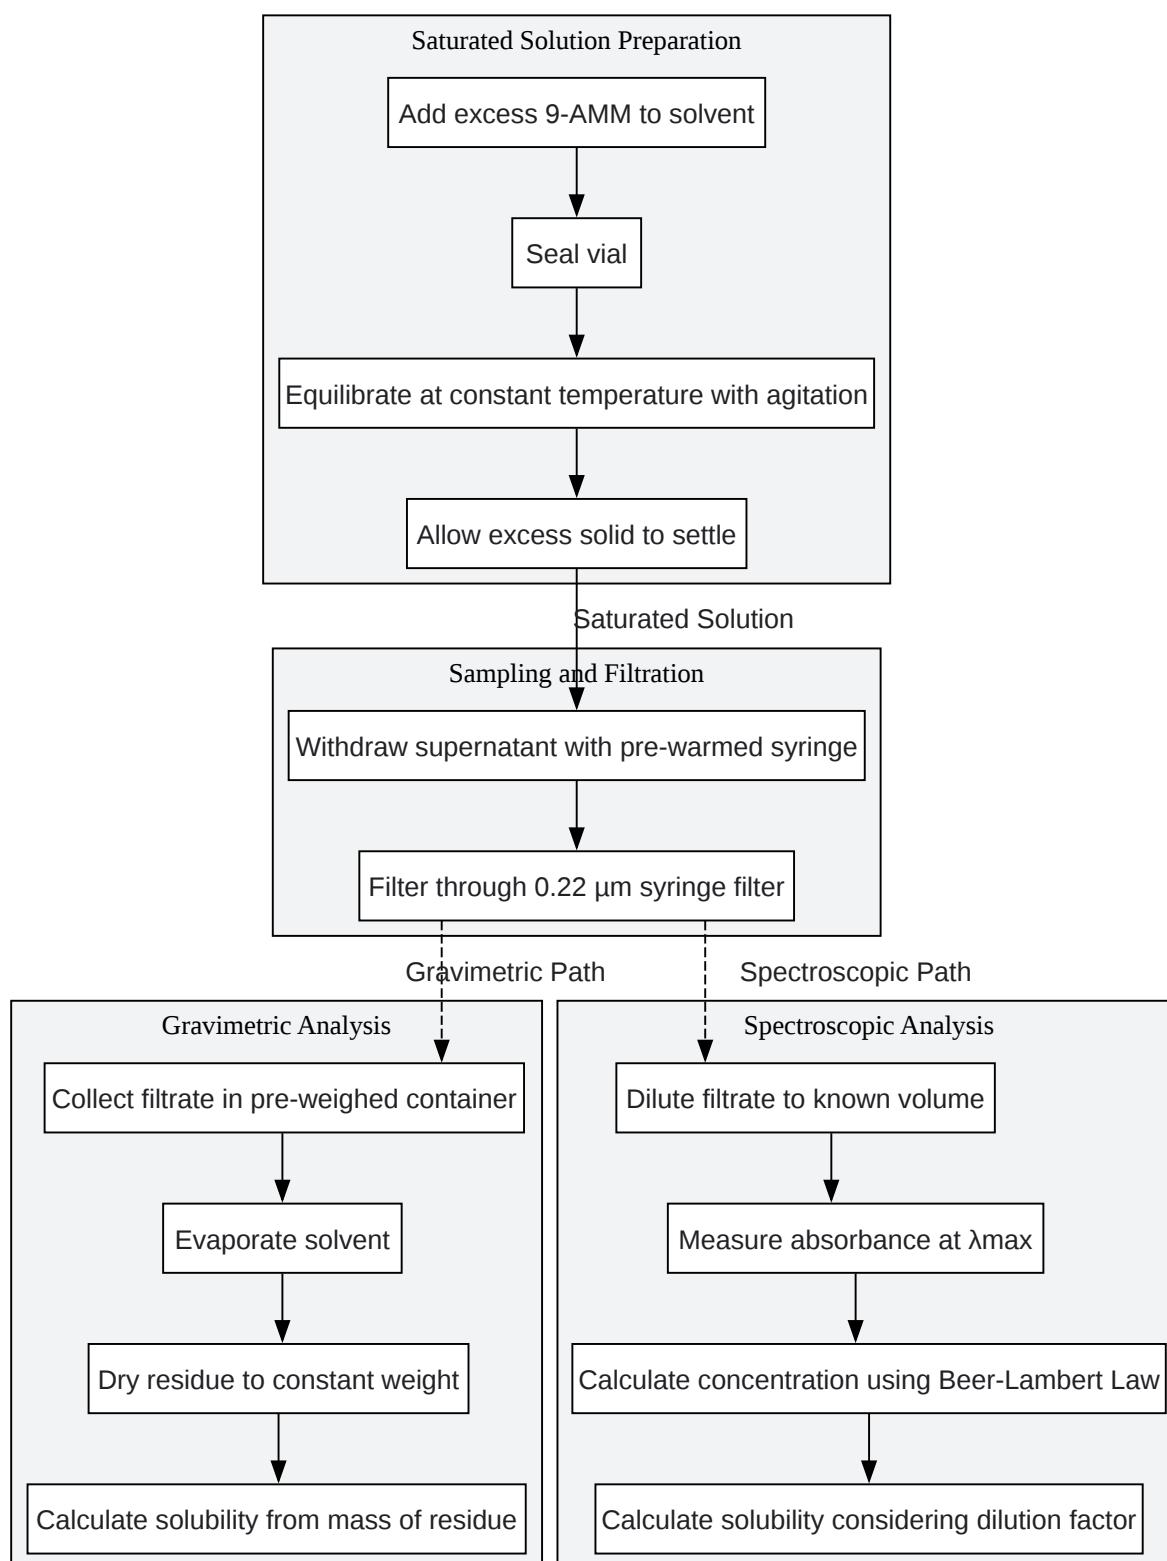 Saturated Solution Preparation
Add excess 9-AMM to solvent
Seal vial
Equilibrate at constant temperature with agitation
Allow excess solid to settle
Saturated Solution
Sampling and Filtration
Withdraw supernatant with pre-warmed syringe
Filter through 0.22 µm syringe filter
Gravimetric Path
Spectroscopic Path
Gravimetric Analysis
Collect filtrate in pre-weighed container
Evaporate solvent
Dry residue to constant weight
Calculate solubility from mass of residue
Spectroscopic Analysis
Dilute filtrate to known volume
Measure absorbance at λmax
Calculate concentration using Beer-Lambert Law
Calculate solubility considering dilution factor